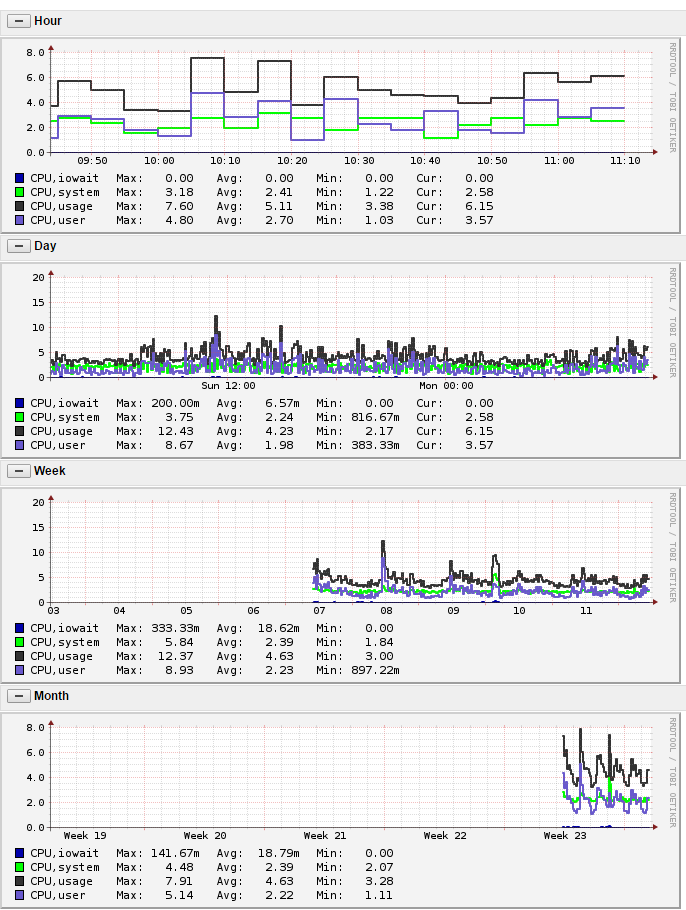 Hour
RRDTOOL / TOBI OETIKER
8.0
6.0
4.0
2.0
0.0
09:50 10:00 10:10 10:20 10:30 10:40 10:50 11:00 11:10
CPU,iowait Max: 0.00 Avg: 0.00 Min: 0.00 Cur: 0.00
CPU,system Max: 3.18 Avg: 2.41 Min: 1.22 Cur: 2.58
CPU,usage Max: 7.60 Avg: 5.11 Min: 3.38 Cur: 6.15
CPU,user Max: 4.80 Avg: 2.70 Min: 1.03 Cur: 3.57
Day
RRDTOOL / TOBI OETIKER
20
15
10
5
0
Sun 12:00 Mon 00:00
CPU,iowait Max: 200.00m Avg: 6.57m Min: 0.00 Cur: 0.00
CPU,system Max: 3.75 Avg: 2.24 Min: 816.67m Cur: 2.58
CPU,usage Max: 12.43 Avg: 4.23 Min: 2.17 Cur: 6.15
CPU,user Max: 8.67 Avg: 1.98 Min: 383.33m Cur: 3.57
Week
RRDTOOL / TOBI OETIKER
20
15
10
5
0
03 04 05 06 07 08 09 10 11
CPU,iowait Max: 333.33m Avg: 18.62m Min: 0.00
CPU,system Max: 5.84 Avg: 2.39 Min: 1.84
CPU,usage Max: 12.37 Avg: 4.63 Min: 3.00
CPU,user Max: 8.93 Avg: 2.23 Min: 897.22m
Month
RRDTOOL / TOBI OETIKER
8.0
6.0
4.0
2.0
0.0
Week 19 Week 20 Week 21 Week 22 Week 23
CPU,iowait Max: 141.67m Avg: 18.79m Min: 0.00
CPU,system Max: 4.48 Avg: 2.39 Min: 2.07
CPU,usage Max: 7.91 Avg: 4.63 Min: 3.28
CPU,user Max: 5.14 Avg: 2.22 Min: 1.11